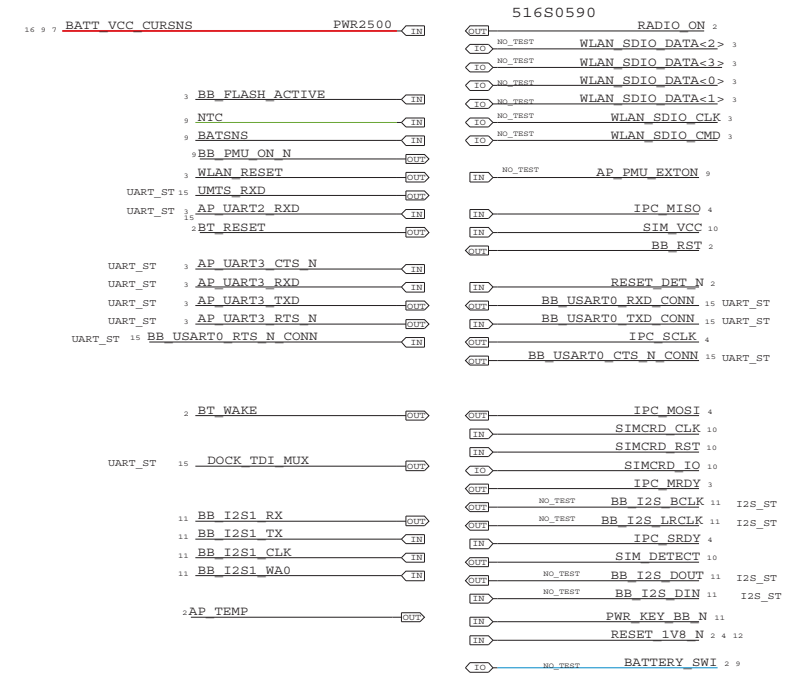 516S0590
16 9 7 BATT_VCC_CURSNS PWR2500 IN
3 BB_FLASH_ACTIVE IN
9 NTC IN
9 BATSNS IN
9 BB_PMU_ON_N OUT
3 WLAN_RESET OUT
UART_ST 15 UMTS_RXD OUT
UART_ST 3 15 AP_UART2_RXD IN
2 BT_RESET OUT
UART_ST 3 AP_UART3_CTS_N IN
UART_ST 3 AP_UART3_RXD IN
UART_ST 3 AP_UART3_TXD OUT
UART_ST 3 AP_UART3_RTS_N OUT
UART_ST 15 BB_USART0_RTS_N_CONN IN
2 BT_WAKE OUT
UART_ST 15 DOCK_TDI_MUX OUT
11 BB_I2S1_RX OUT
11 BB_I2S1_TX IN
11 BB_I2S1_CLK IN
11 BB_I2S1_WA0 IN
2 AP_TEMP OUT
OUT RADIO_ON 2
IO NO_TEST WLAN_SDIO_DATA<2> 3
IO NO_TEST WLAN_SDIO_DATA<3> 3
IO NO_TEST WLAN_SDIO_DATA<0> 3
IO NO_TEST WLAN_SDIO_DATA<1> 3
IO NO_TEST WLAN_SDIO_CLK 3
IO NO_TEST WLAN_SDIO_CMD 3
IN NO_TEST AP_PMU_EXTON 9
IN IPC_MISO 4
IN SIM_VCC 10
OUT BB_RST 2
IN RESET_DET_N 2
OUT BB_USART0_RXD_CONN 15 UART_ST
IN BB_USART0_TXD_CONN 15 UART_ST
OUT IPC_SCLK 4
OUT BB_USART0_CTS_N_CONN 15 UART_ST
OUT IPC_MOSI 4
IN SIMCRD_CLK 10
IN SIMCRD_RST 10
IO SIMCRD_IO 10
OUT IPC_MRDY 3
OUT NO_TEST BB_I2S_BCLK 11 I2S_ST
OUT NO_TEST BB_I2S_LRCLK 11 I2S_ST
IN IPC_SRDY 4
OUT SIM_DETECT 10
OUT NO_TEST BB_I2S_DOUT 11 I2S_ST
IN NO_TEST BB_I2S_DIN 11 I2S_ST
IN PWR_KEY_BB_N 11
IN RESET_1V8_N 2 4 12
IO NO_TEST BATTERY_SWI 2 9